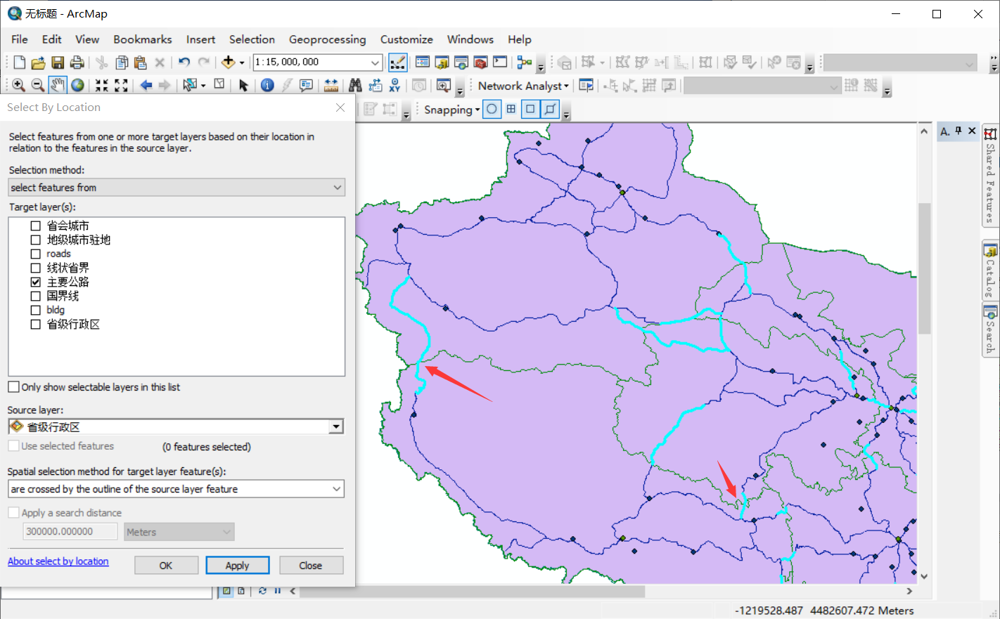 无标题 - ArcMap
File Edit View Bookmarks Insert Selection Geoprocessing Customize Windows Help
1:15,000,000
Network Analyst
Snapping
Select By Location
Select features from one or more target layers based on their location in
relation to the features in the source layer.
Selection method:
select features from
Target layer(s):
省会城市
地级城市驻地
roads
线状省界
主要公路
国界线
bldg
省级行政区
Only show selectable layers in this list
Source layer:
省级行政区
Use selected features (0 features selected)
Spatial selection method for target layer feature(s):
are crossed by the outline of the source layer feature
Apply a search distance
300000.000000 Meters
About select by location OK Apply Close
A.
Shared Features
Catalog
Search
-1219528.487 4482607.472 Meters